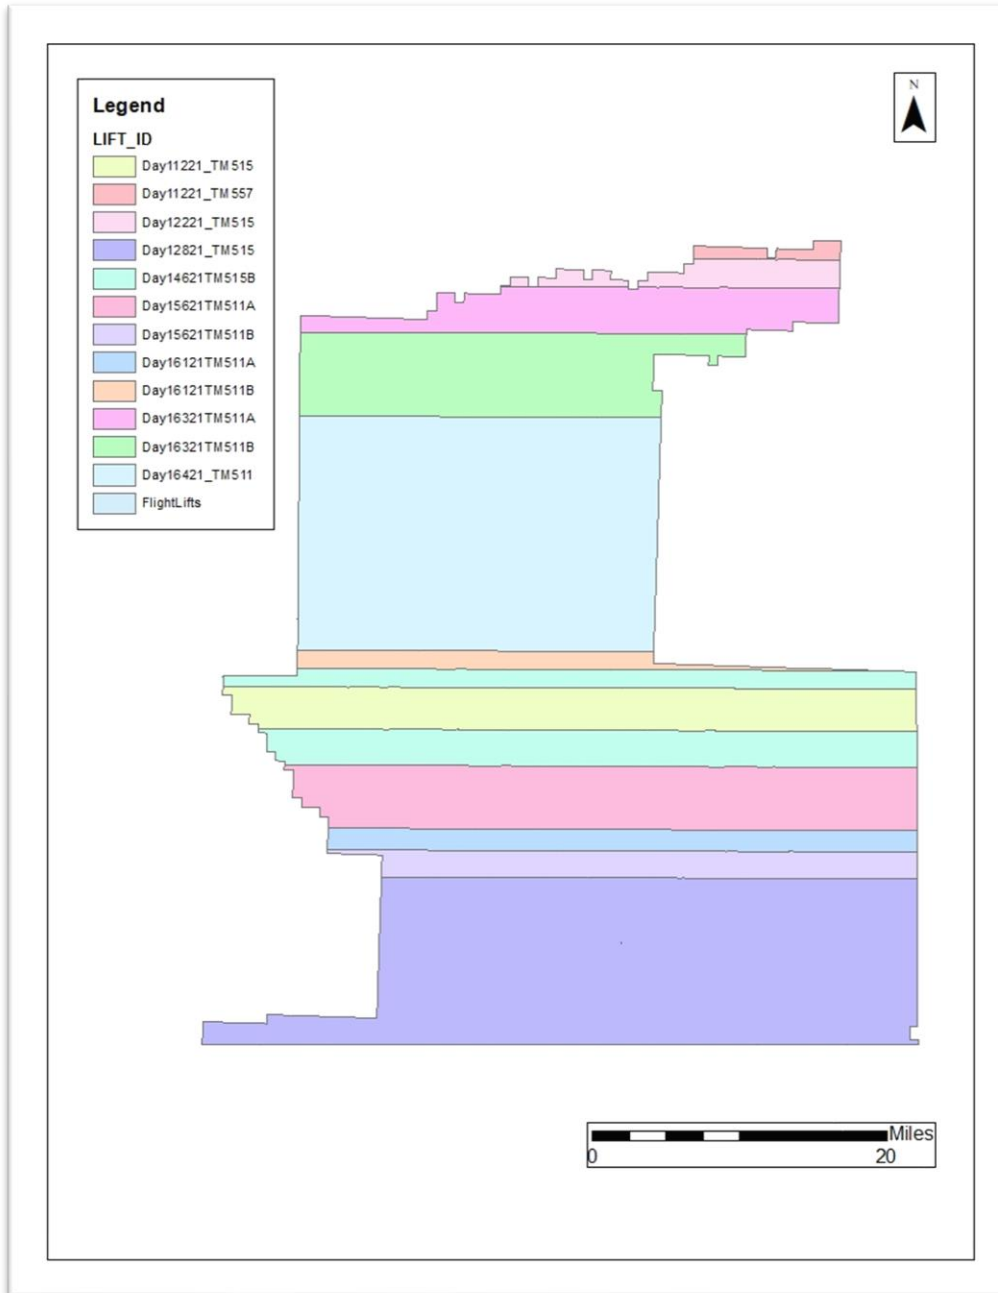 Legend
LIFT_ID
Day11221_TM515
Day11221_TM557
Day12221_TM515
Day12821_TM515
Day14621TM515B
Day15621TM511A
Day15621TM511B
Day16121TM511A
Day16121TM511B
Day16321TM511A
Day16321TM511B
Day16421_TM511
FlightLifts
N
Miles
0 20